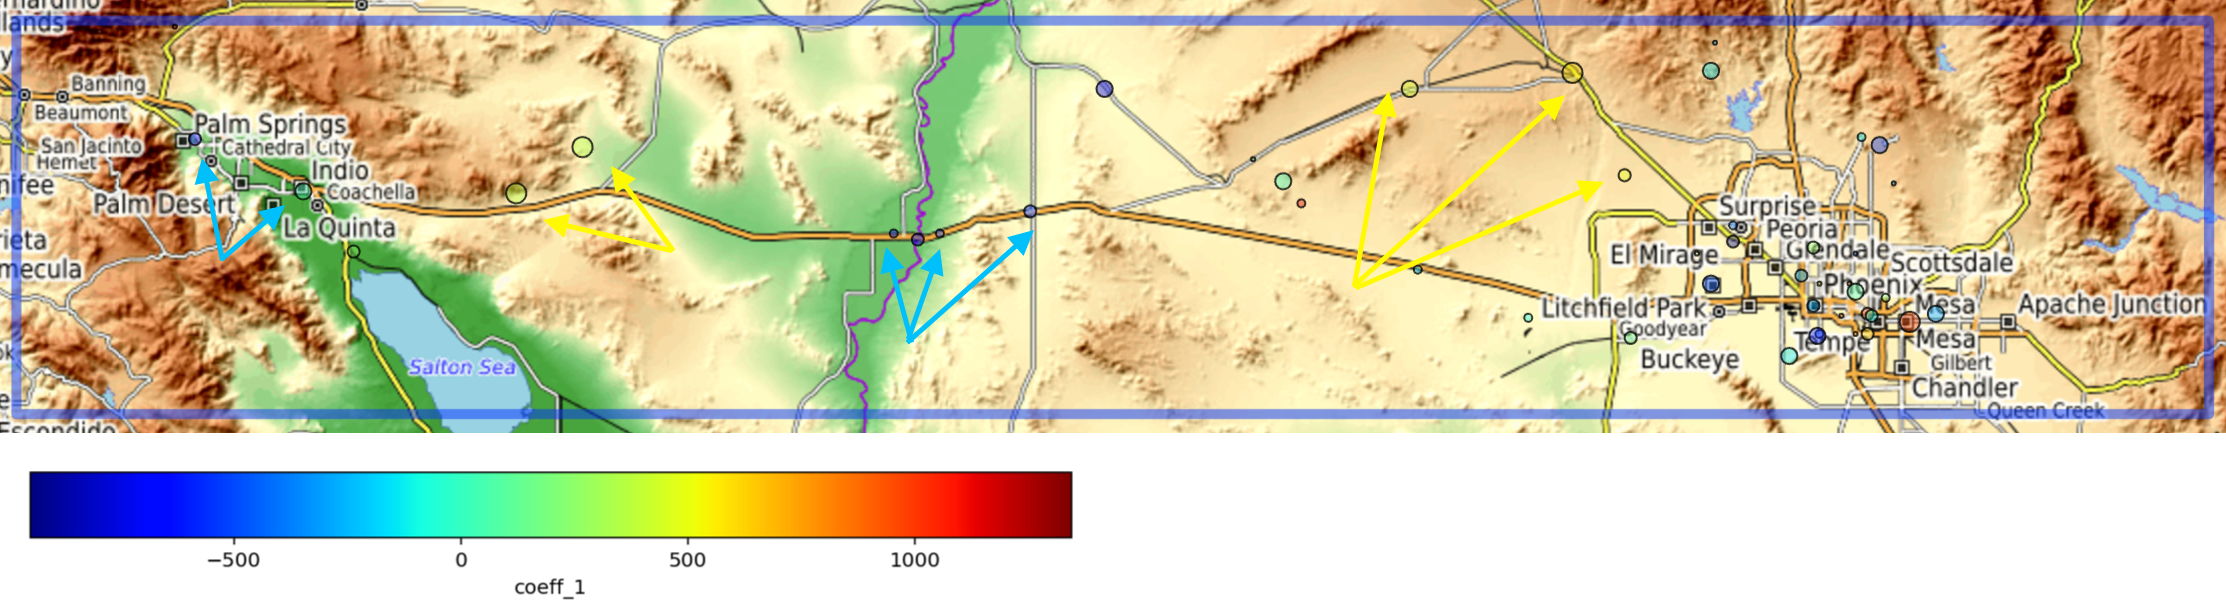 Banning
Beaumont
Palm Springs
San Jacinto
Cathedral City
Hemet
Indio
nifee
Coachella
Palm Desert
La Quinta
rieta
mecula
Salton Sea
Escondido
Surprise
Peoria
El Mirage
Glendale
Scottsdale
Phoenix
Litchfield Park
Mesa
Apache Junction
Goodyear
Tempe
Mesa
Buckeye
Gilbert
Chandler
Queen Creek
−500
0
500
1000
coeff_1